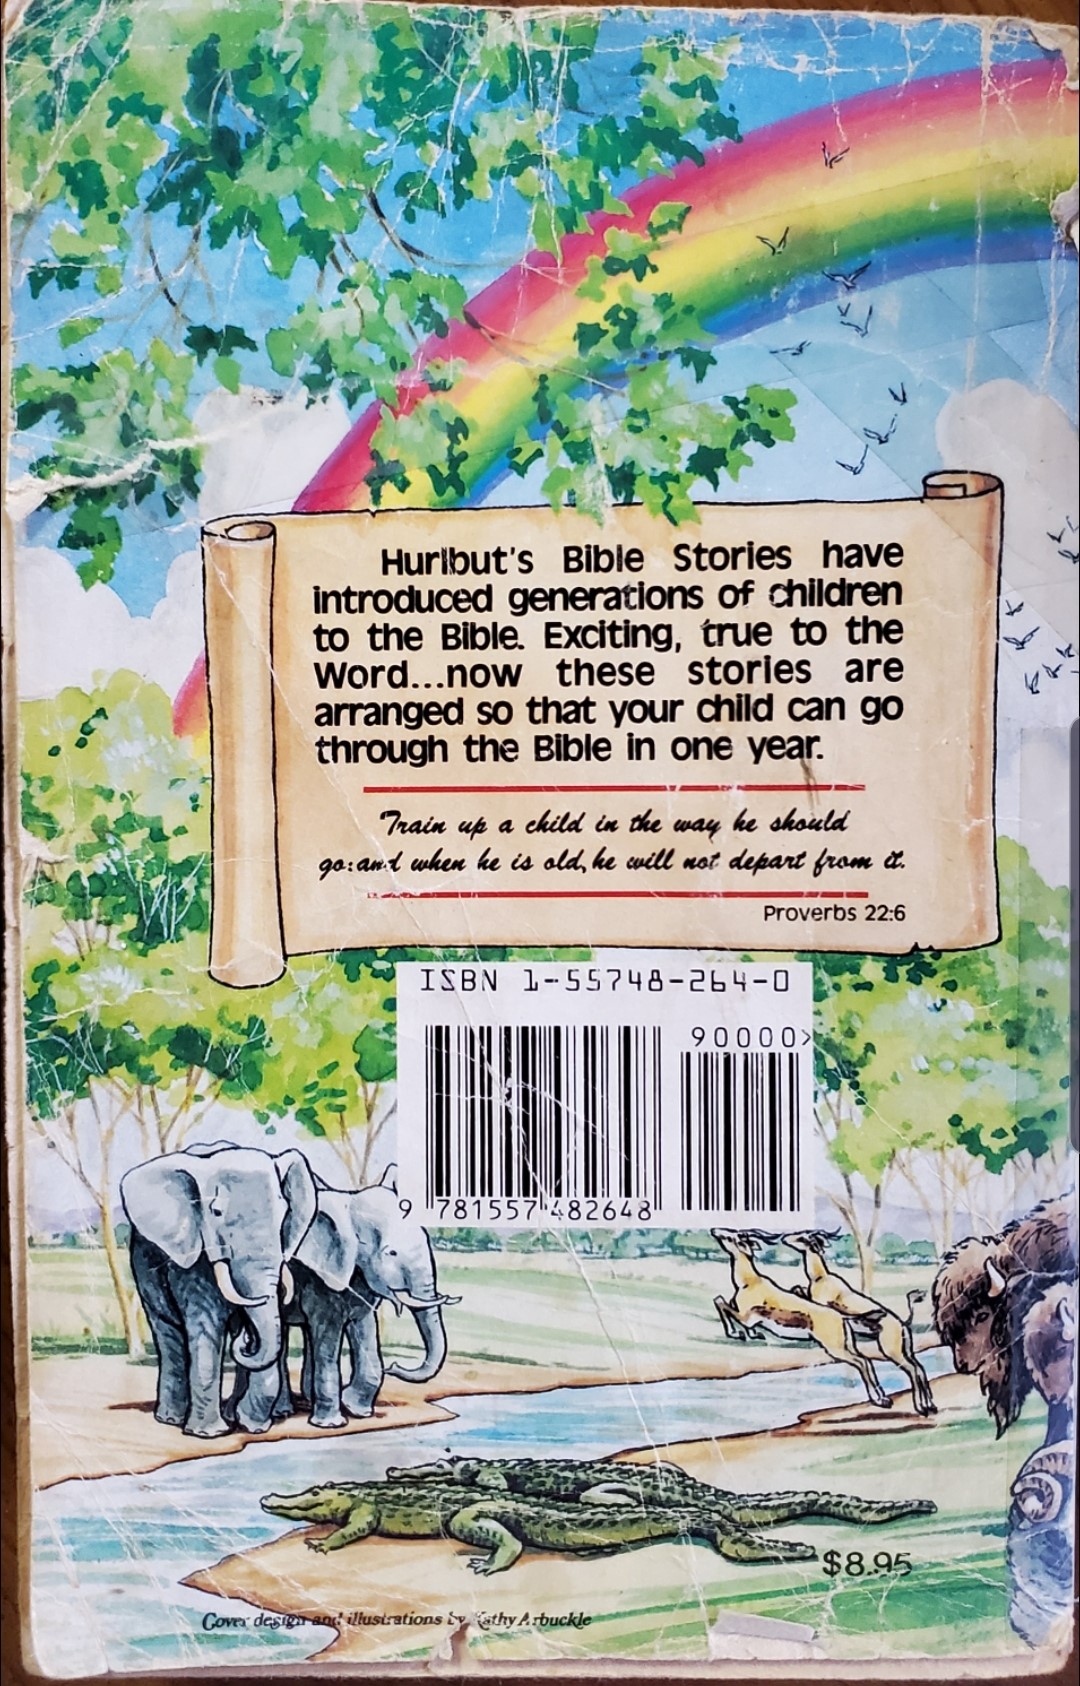 Hurlbut's Bible Stories have
introduced generations of children
to the Bible. Exciting, true to the
Word...now these stories are
arranged so that your child can go
through the Bible in one year.
Train up a child in the way he should
go: and when he is old, he will not depart from it.
Proverbs 22:6
ISBN 1-55748-264-0
90000>
9 781557 482648
$8.95
Cover design and illustrations by Kathy Arbuckle